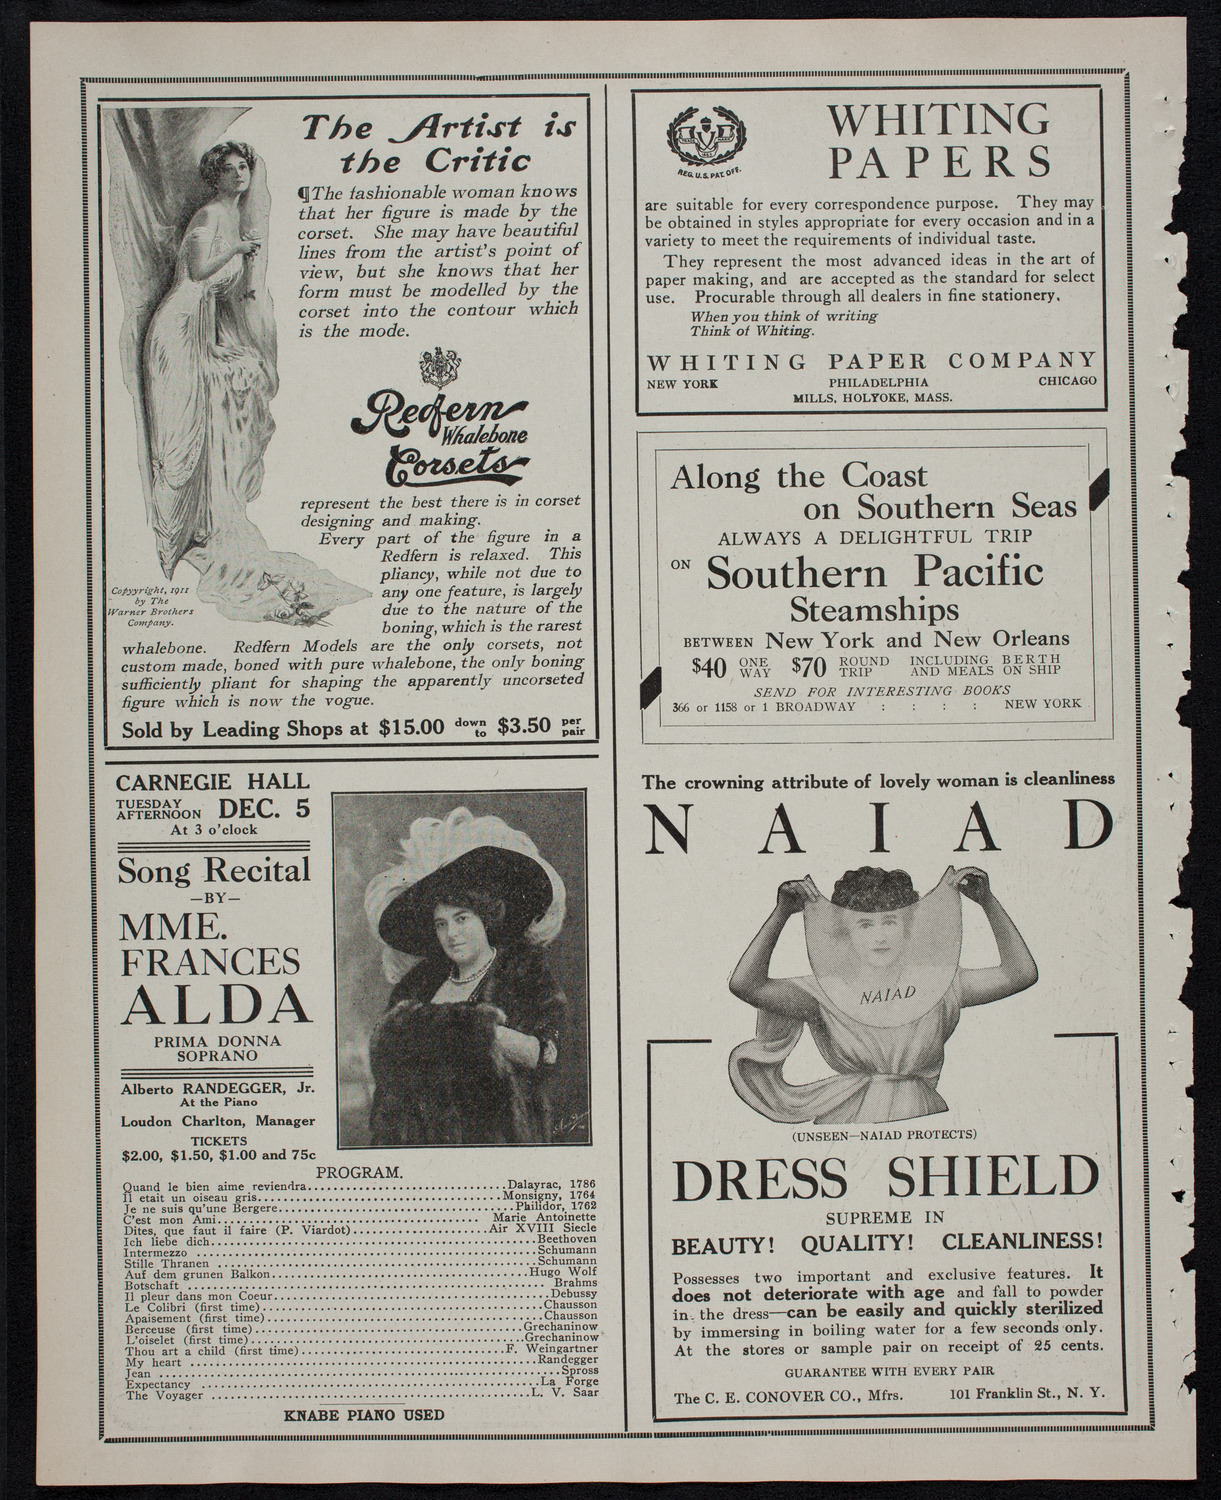 The Artist is
the Critic
¶The fashionable woman knows
that her figure is made by the
corset. She may have beautiful
lines from the artist's point of
view, but she knows that her
form must be modelled by the
corset into the contour which
is the mode.
Redfern
Whalebone
Corsets
represent the best there is in corset
designing and making.
Every part of the figure in a
Redfern is relaxed. This
pliancy, while not due to
any one feature, is largely
due to the nature of the
boning, which is the rarest
Copyright, 1911
by The
Warner Brothers
Company.
whalebone. Redfern Models are the only corsets, not
custom made, boned with pure whalebone, the only boning
sufficiently pliant for shaping the apparently uncorseted
figure which is now the vogue.
Sold by Leading Shops at $15.00 down to $3.50 per pair
CARNEGIE HALL
TUESDAY AFTERNOON DEC. 5
At 3 o'clock
Song Recital
—BY—
MME.
FRANCES
ALDA
PRIMA DONNA
SOPRANO
Alberto RANDEGGER, Jr.
At the Piano
Loudon Charlton, Manager
TICKETS
$2.00, $1.50, $1.00 and 75c
PROGRAM.
Quand le bien aime reviendra....Dalayrac, 1786
Il etait un oiseau gris....Monsigny, 1764
Je ne suis qu'une Bergere....Philidor, 1762
C'est mon Ami....Marie Antoinette
Dites, que faut il faire (P. Viardot)....Air XVIII Siecle
Ich liebe dich....Beethoven
Intermezzo....Schumann
Stille Thranen....Schumann
Auf dem grunen Balkon....Hugo Wolf
Botschaft....Brahms
Il pleur dans mon Coeur....Debussy
Le Colibri (first time)....Chausson
Apaisement (first time)....Chausson
Berceuse (first time)....Grechaninow
L'oiselet (first time)....Grechaninow
Thou art a child (first time)....F. Weingartner
My heart....Randegger
Jean....Spross
Expectancy....La Forge
The Voyager....L. V. Saar
KNABE PIANO USED
REG. U.S. PAT. OFF.
WHITING
PAPERS
are suitable for every correspondence purpose. They may
be obtained in styles appropriate for every occasion and in a
variety to meet the requirements of individual taste.
They represent the most advanced ideas in the art of
paper making, and are accepted as the standard for select
use. Procurable through all dealers in fine stationery.
When you think of writing
Think of Whiting.
WHITING PAPER COMPANY
NEW YORK PHILADELPHIA CHICAGO
MILLS, HOLYOKE, MASS.
Along the Coast
on Southern Seas
ALWAYS A DELIGHTFUL TRIP
ON Southern Pacific
Steamships
BETWEEN New York and New Orleans
$40 ONE WAY $70 ROUND TRIP INCLUDING BERTH AND MEALS ON SHIP
SEND FOR INTERESTING BOOKS
366 or 1158 or 1 BROADWAY : : : : NEW YORK
The crowning attribute of lovely woman is cleanliness
NAIAD
NAIAD
(UNSEEN—NAIAD PROTECTS)
DRESS SHIELD
SUPREME IN
BEAUTY! QUALITY! CLEANLINESS!
Possesses two important and exclusive features. It
does not deteriorate with age and fall to powder
in the dress—can be easily and quickly sterilized
by immersing in boiling water for a few seconds only.
At the stores or sample pair on receipt of 25 cents.
GUARANTEE WITH EVERY PAIR
The C. E. CONOVER CO., Mfrs. 101 Franklin St., N. Y.